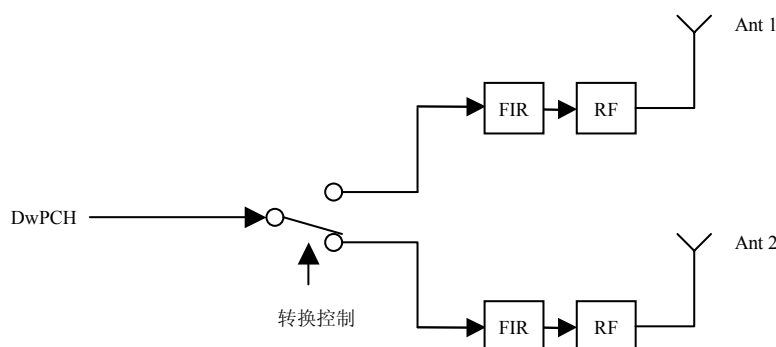 Ant 1
FIR
RF
DwPCH
Ant 2
转换控制
FIR
RF